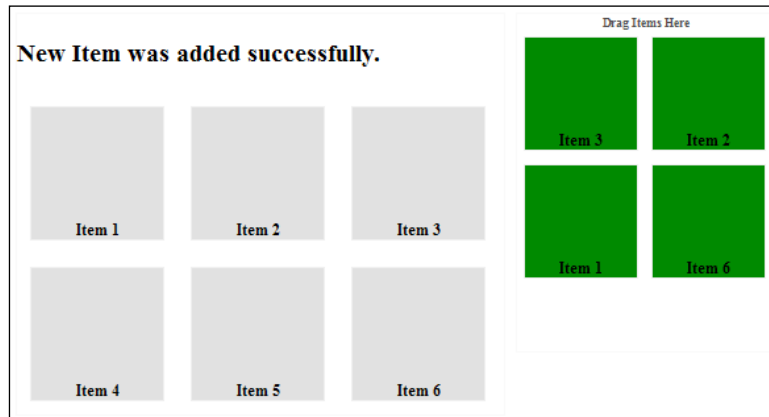 New Item was added successfully.
Item 1
Item 2
Item 3
Item 4
Item 5
Item 6
Drag Items Here
Item 3
Item 2
Item 1
Item 6